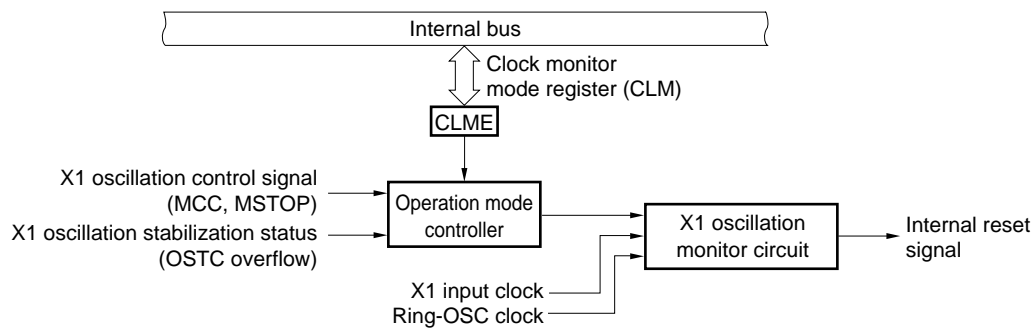 Internal bus
Clock monitor
mode register (CLM)
CLME
X1 oscillation control signal
(MCC, MSTOP)
X1 oscillation stabilization status
(OSTC overflow)
Operation mode
controller
X1 oscillation
monitor circuit
Internal reset
signal
X1 input clock
Ring-OSC clock